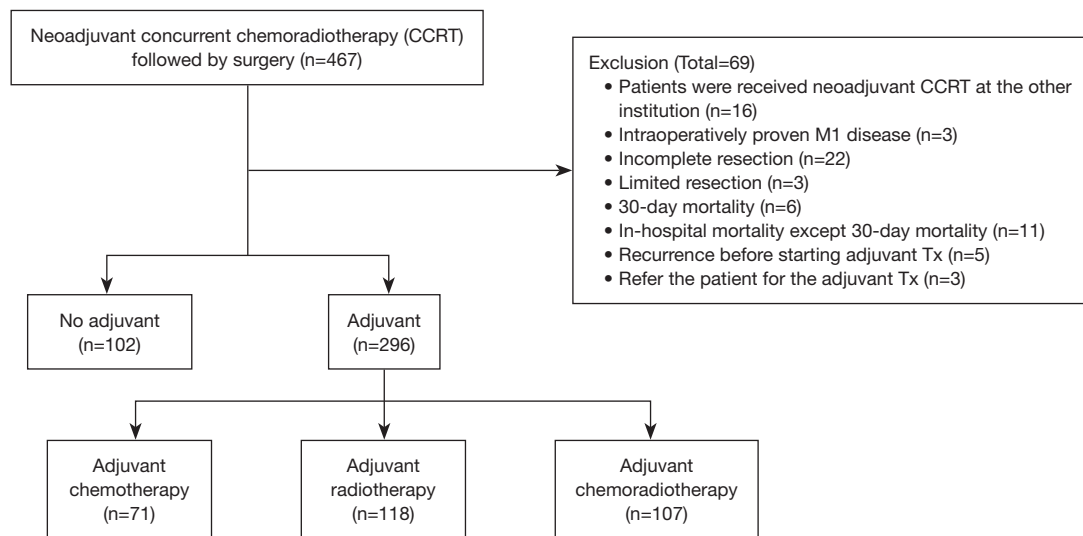 Neoadjuvant concurrent chemoradiotherapy (CCRT)
followed by surgery (n=467)
Exclusion (Total=69)
• Patients were received neoadjuvant CCRT at the other
institution (n=16)
• Intraoperatively proven M1 disease (n=3)
• Incomplete resection (n=22)
• Limited resection (n=3)
• 30-day mortality (n=6)
• In-hospital mortality except 30-day mortality (n=11)
• Recurrence before starting adjuvant Tx (n=5)
• Refer the patient for the adjuvant Tx (n=3)
No adjuvant
(n=102)
Adjuvant
(n=296)
Adjuvant
chemotherapy
(n=71)
Adjuvant
radiotherapy
(n=118)
Adjuvant
chemoradiotherapy
(n=107)